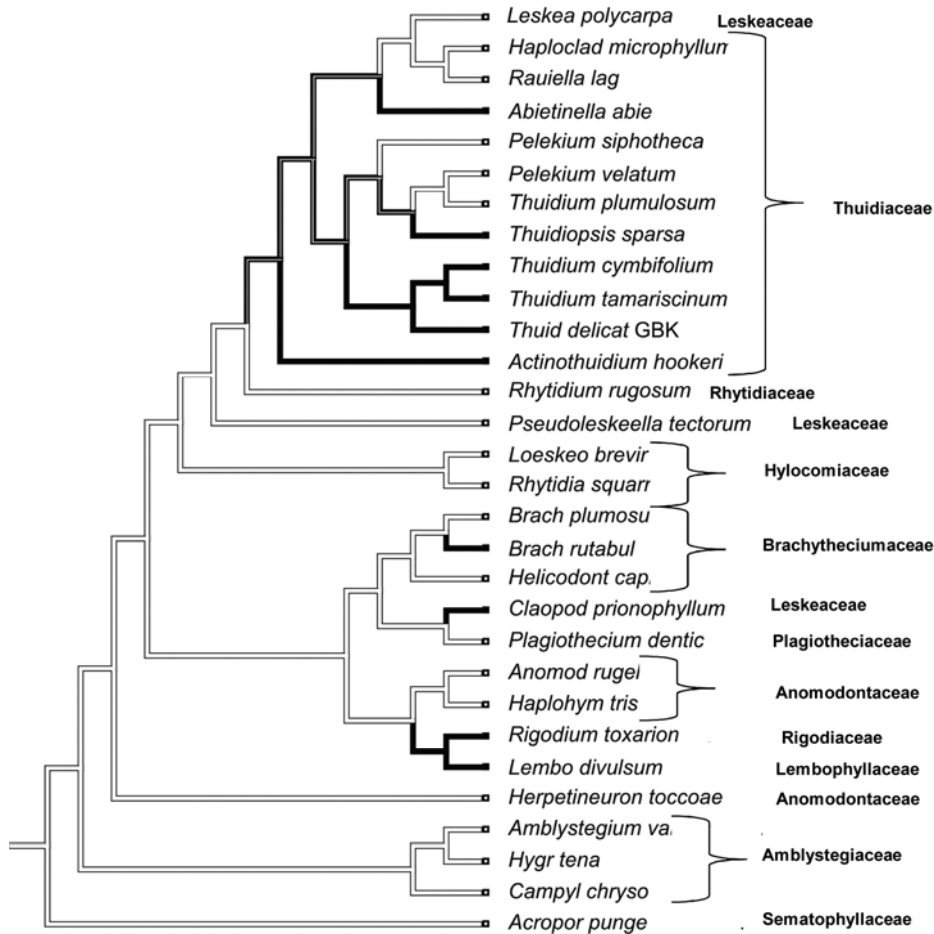 Leskea polycarpa Leskeaceae
Haploclad microphyllum
Rauiella lag
Abietinella abie
Pelekium siphotheca
Pelekium velatum
Thuidium plumulosum Thuidiaceae
Thuidiopsis sparsa
Thuidium cymbifolium
Thuidium tamariscinum
Thuid delicat GBK
Actinothuidium hookeri
Rhytidium rugosum Rhytidiaceae
Pseudoleskeella tectorum Leskeaceae
Loeskeo brevir
Rhytidia squarr Hylocomiaceae
Brach plumosu
Brach rutabul Brachytheciumaceae
Helicodont capi
Claopod prionophyllum Leskeaceae
Plagiothecium dentic Plagiotheciaceae
Anomod rugel
Haplohym tris Anomodontaceae
Rigodium toxarion Rigodiaceae
Lembo divulsum Lembophyllaceae
Herpetineuron toccoae Anomodontaceae
Amblystegium va
Hygr tena Amblystegiaceae
Campyl chryso
Acropor punge Sematophyllaceae